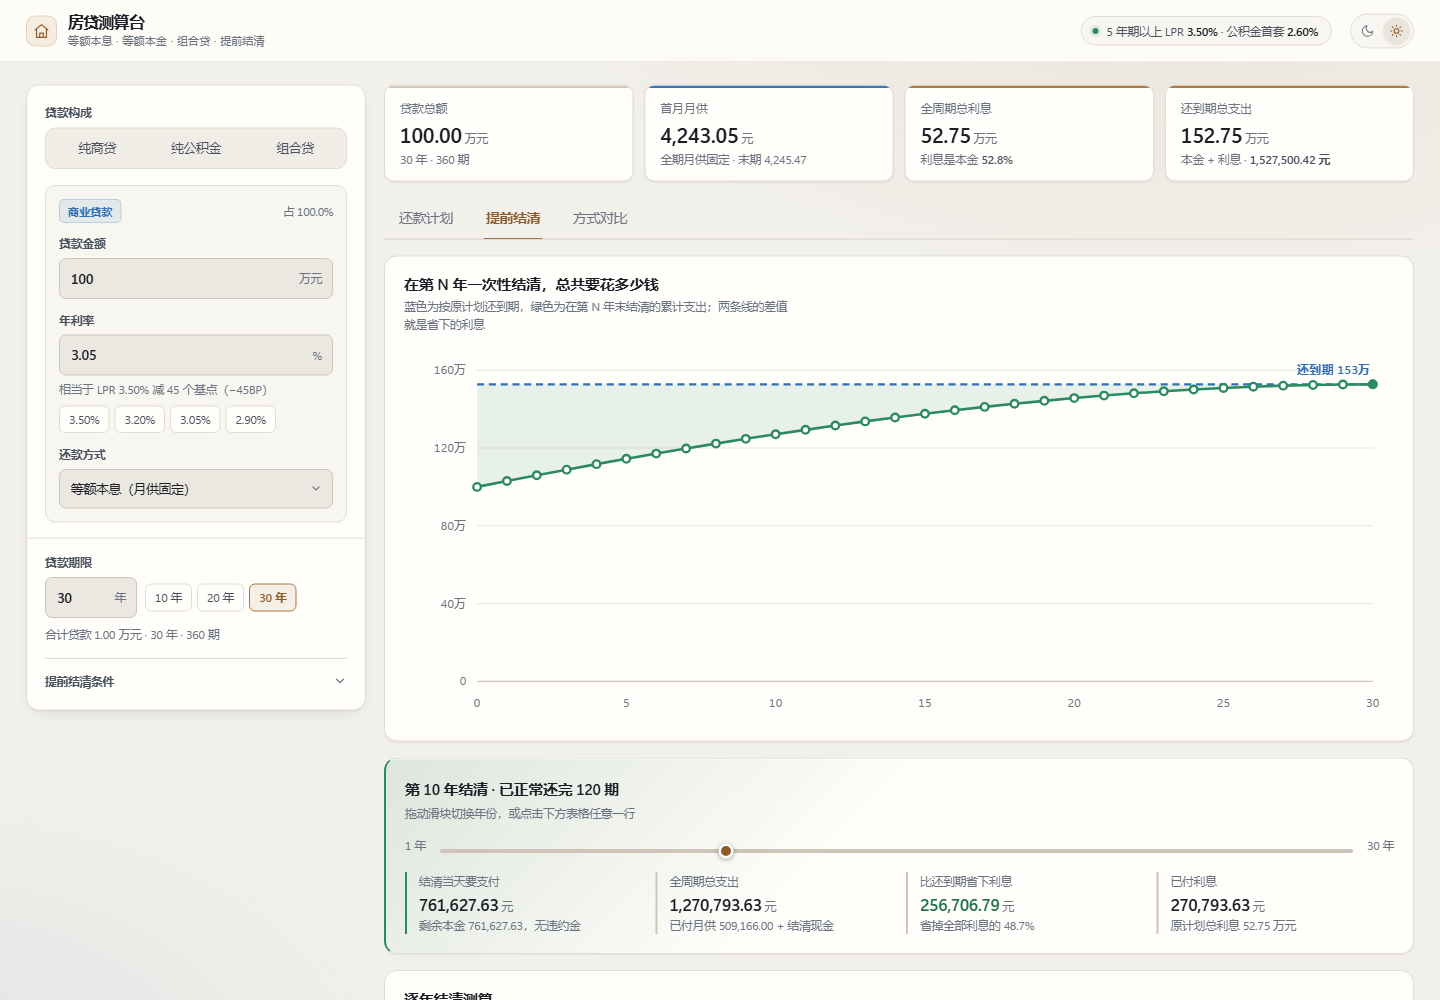 房贷测算台
等额本息 · 等额本金 · 组合贷 · 提前结清
5 年期以上 LPR 3.50% · 公积金首套 2.60%
贷款构成
纯商贷 纯公积金 组合贷
商业贷款 占 100.0%
贷款金额
100 万元
年利率
3.05 %
相当于 LPR 3.50% 减 45 个基点（−45BP）
3.50% 3.20% 3.05% 2.90%
还款方式
等额本息（月供固定）
贷款期限
30 年 10 年 20 年 30 年
合计贷款 1.00 万元 · 30 年 · 360 期
提前结清条件
贷款总额
100.00 万元
30 年 · 360 期
首月月供
4,243.05 元
全期月供固定 · 末期 4,245.47
全周期总利息
52.75 万元
利息是本金 52.8%
还到期总支出
152.75 万元
本金 + 利息 · 1,527,500.42 元
还款计划 提前结清 方式对比
在第 N 年一次性结清，总共要花多少钱
蓝色为按原计划还到期，绿色为在第 N 年末结清的累计支出；两条线的差值
就是省下的利息
160万
还到期 153万
120万
80万
40万
0
0 5 10 15 20 25 30
第 10 年结清 · 已正常还完 120 期
拖动滑块切换年份，或点击下方表格任意一行
1 年 30 年
结清当天要支付
761,627.63 元
剩余本金 761,627.63，无违约金
全周期总支出
1,270,793.63 元
已付月供 509,166.00 + 结清现金
比还到期省下利息
256,706.79 元
省掉全部利息的 48.7%
已付利息
270,793.63 元
原计划总利息 52.75 万元
逐年结清测算